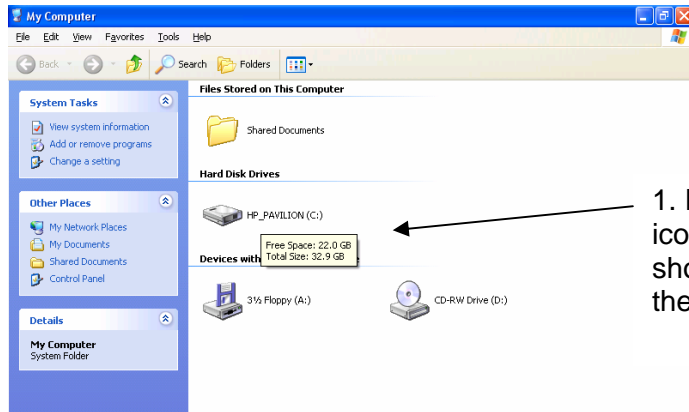 My Computer
File Edit View Favorites Tools Help
Back Search Folders
System Tasks
View system information
Add or remove programs
Change a setting
Other Places
My Network Places
My Documents
Shared Documents
Control Panel
Details
My Computer
System Folder
Files Stored on This Computer
Shared Documents
Hard Disk Drives
HP_PAVILION (C:)
Free Space: 22.0 GB
Total Size: 32.9 GB
Devices with
3½ Floppy (A:)
CD-RW Drive (D:)
1.
ico
sho
the